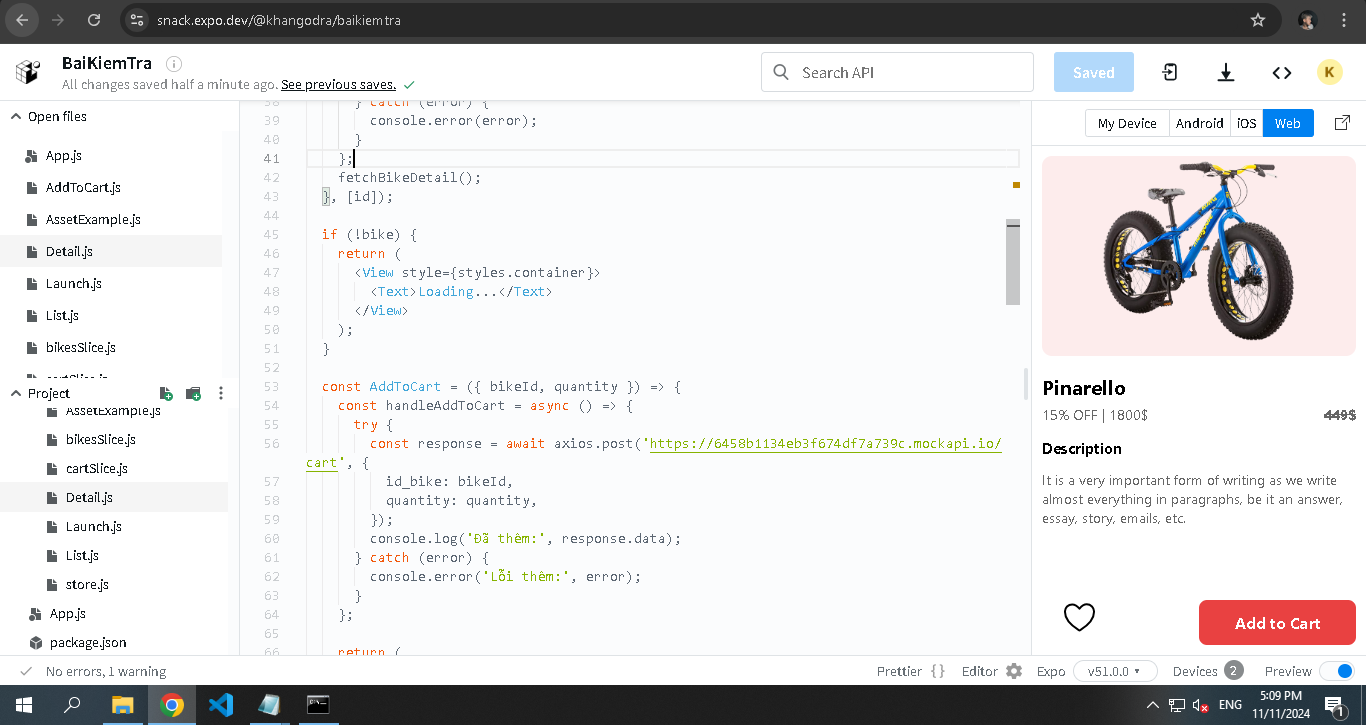 snack.expo.dev/@khangodra/baikiemtra
BaiKiemTra
All changes saved half a minute ago. See previous saves.
Search API
Saved
K
Open files
App.js
AddToCart.js
AssetExample.js
Detail.js
Launch.js
List.js
bikesSlice.js
cartSlice.js
Project
AssetExample.js
bikesSlice.js
cartSlice.js
Detail.js
Launch.js
List.js
store.js
App.js
package.json
38 } catch (error) {
39 console.error(error);
40 }
41 };
42 fetchBikeDetail();
43 }, [id]);
44
45 if (!bike) {
46 return (
47 <View style={styles.container}>
48 <Text>Loading...</Text>
49 </View>
50 );
51 }
52
53 const AddToCart = ({ bikeId, quantity }) => {
54 const handleAddToCart = async () => {
55 try {
56 const response = await axios.post('https://6458b1134eb3f674df7a739c.mockapi.io/
cart', {
57 id_bike: bikeId,
58 quantity: quantity,
59 });
60 console.log('Đã thêm:', response.data);
61 } catch (error) {
62 console.error('Lỗi thêm:', error);
63 }
64 };
65
66 return (
My Device Android iOS Web
Pinarello
15% OFF | 1800$ 449$
Description
It is a very important form of writing as we write
almost everything in paragraphs, be it an answer,
essay, story, emails, etc.
Add to Cart
No errors, 1 warning
Prettier {} Editor Expo v51.0.0 Devices 2 Preview
ENG
5:09 PM
11/11/2024
1